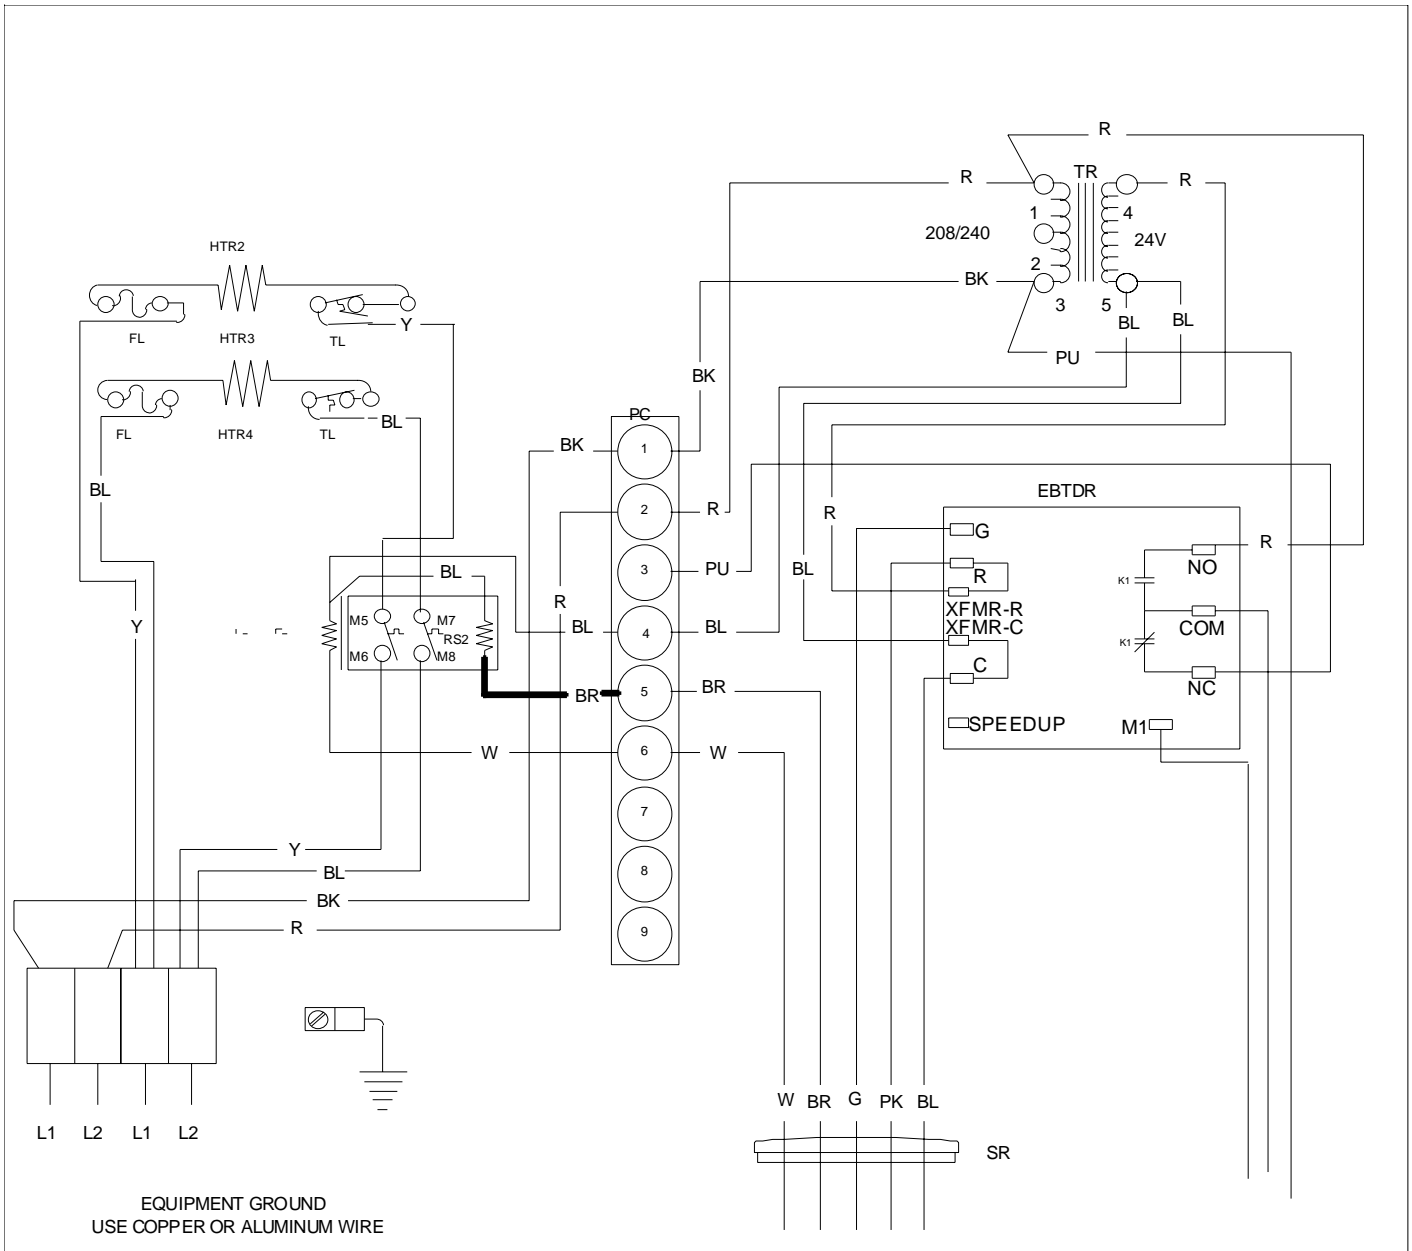 R
R
TR
R
1
4
208/240
24V
HTR2
2
BK
3
5
BL
BL
Y
FL
HTR3
TL
PU
BK
PC
BL
FL
HTR4
TL
BK
1
BL
EBTDR
2
R
R
G
R
K1
NO
3
PU
BL
BL
R
XFMR-R
XFMR-C
COM
M5
M7
RS2
Y
BL
4
BL
K1
M6
M8
C
NC
BR
5
BR
SPEEDUP
M1
W
6
W
7
Y
BL
8
BK
R
9
W
BR
G
PK
BL
L1
L2
L1
L2
SR
EQUIPMENT GROUND
USE COPPER OR ALUMINUM WIRE